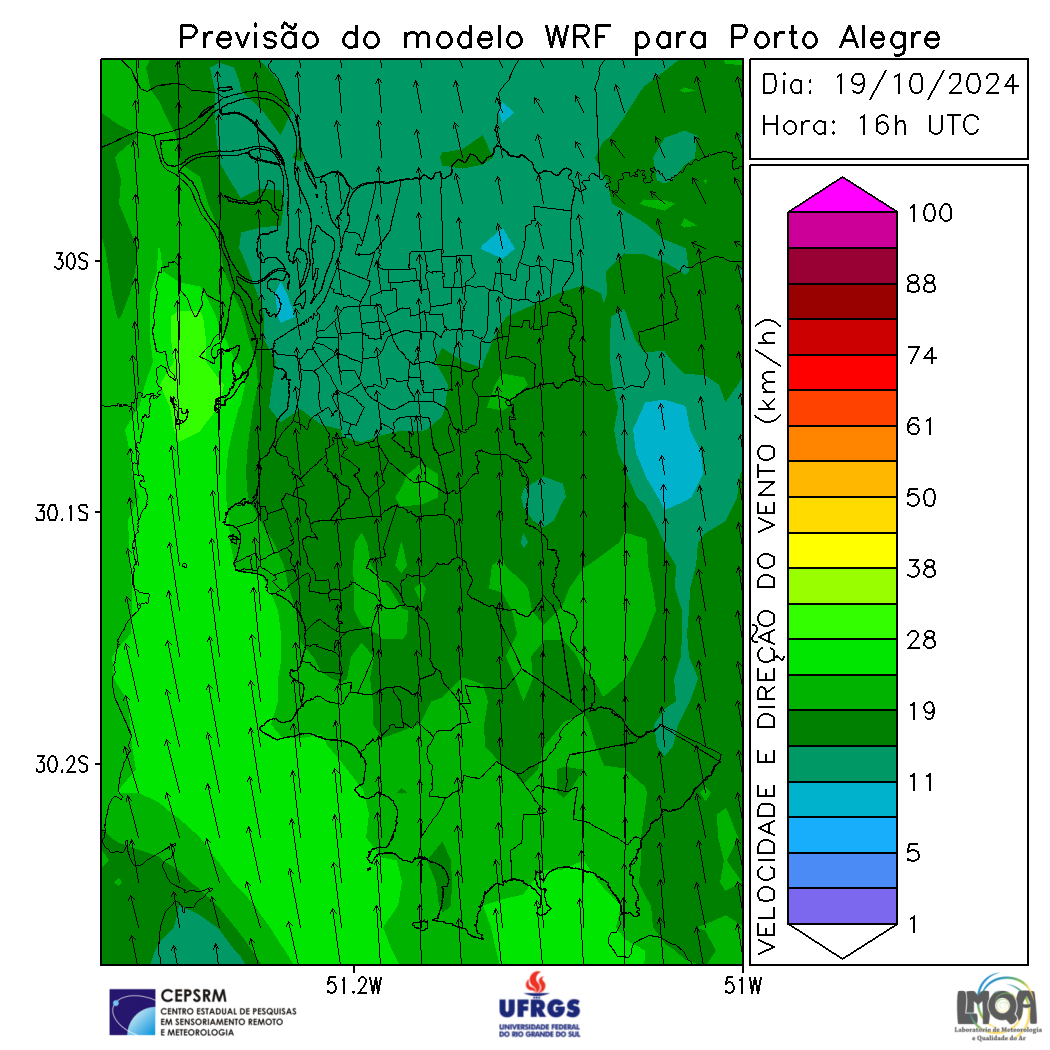 Previsão do modelo WRF para Porto Alegre
Dia: 19/10/2024
Hora: 16h UTC
100
88
74
61
50
38
28
19
11
5
1
VELOCIDADE E DIREÇÃO DO VENTO (km/h)
30S
30.1S
30.2S
51.2W
51W
CEPSRM
CENTRO ESTADUAL DE PESQUISAS
EM SENSORIAMENTO REMOTO
E METEOROLOGIA
UFRGS
UNIVERSIDADE FEDERAL
DO RIO GRANDE DO SUL
LMQA
Laboratório de Meteorologia
e Qualidade do Ar